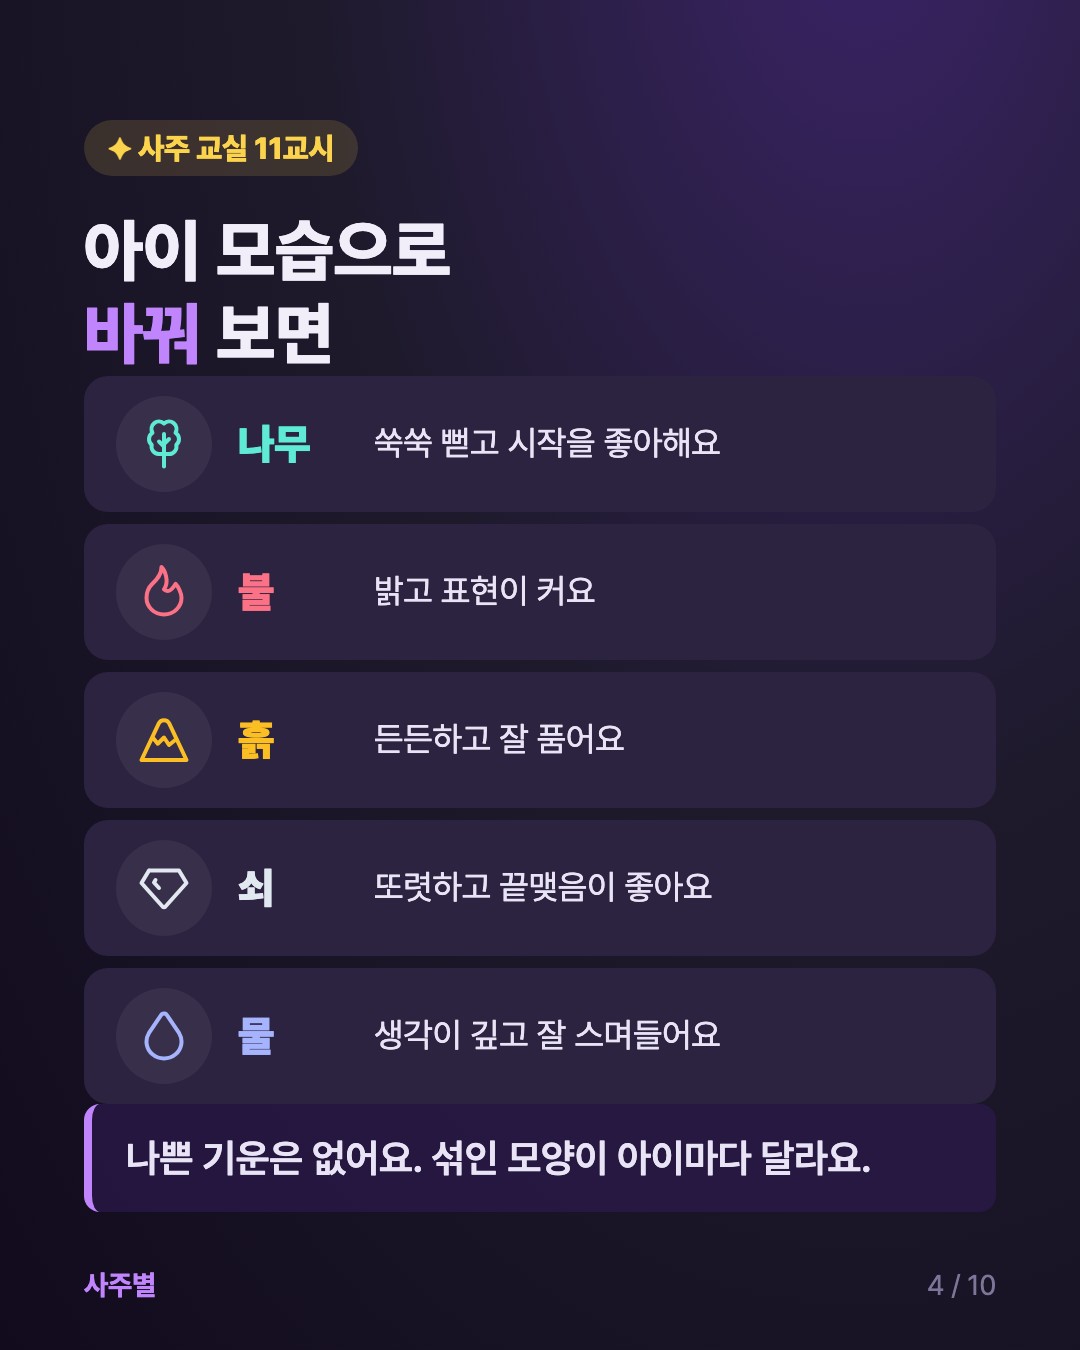 ✦ 사주 교실 11교시
아이 모습으로
바꿔 보면
나무 쑥쑥 뻗고 시작을 좋아해요
불 밝고 표현이 커요
흙 든든하고 잘 품어요
쇠 또렷하고 끝맺음이 좋아요
물 생각이 깊고 잘 스며들어요
나쁜 기운은 없어요. 섞인 모양이 아이마다 달라요.
사주별
4 / 10